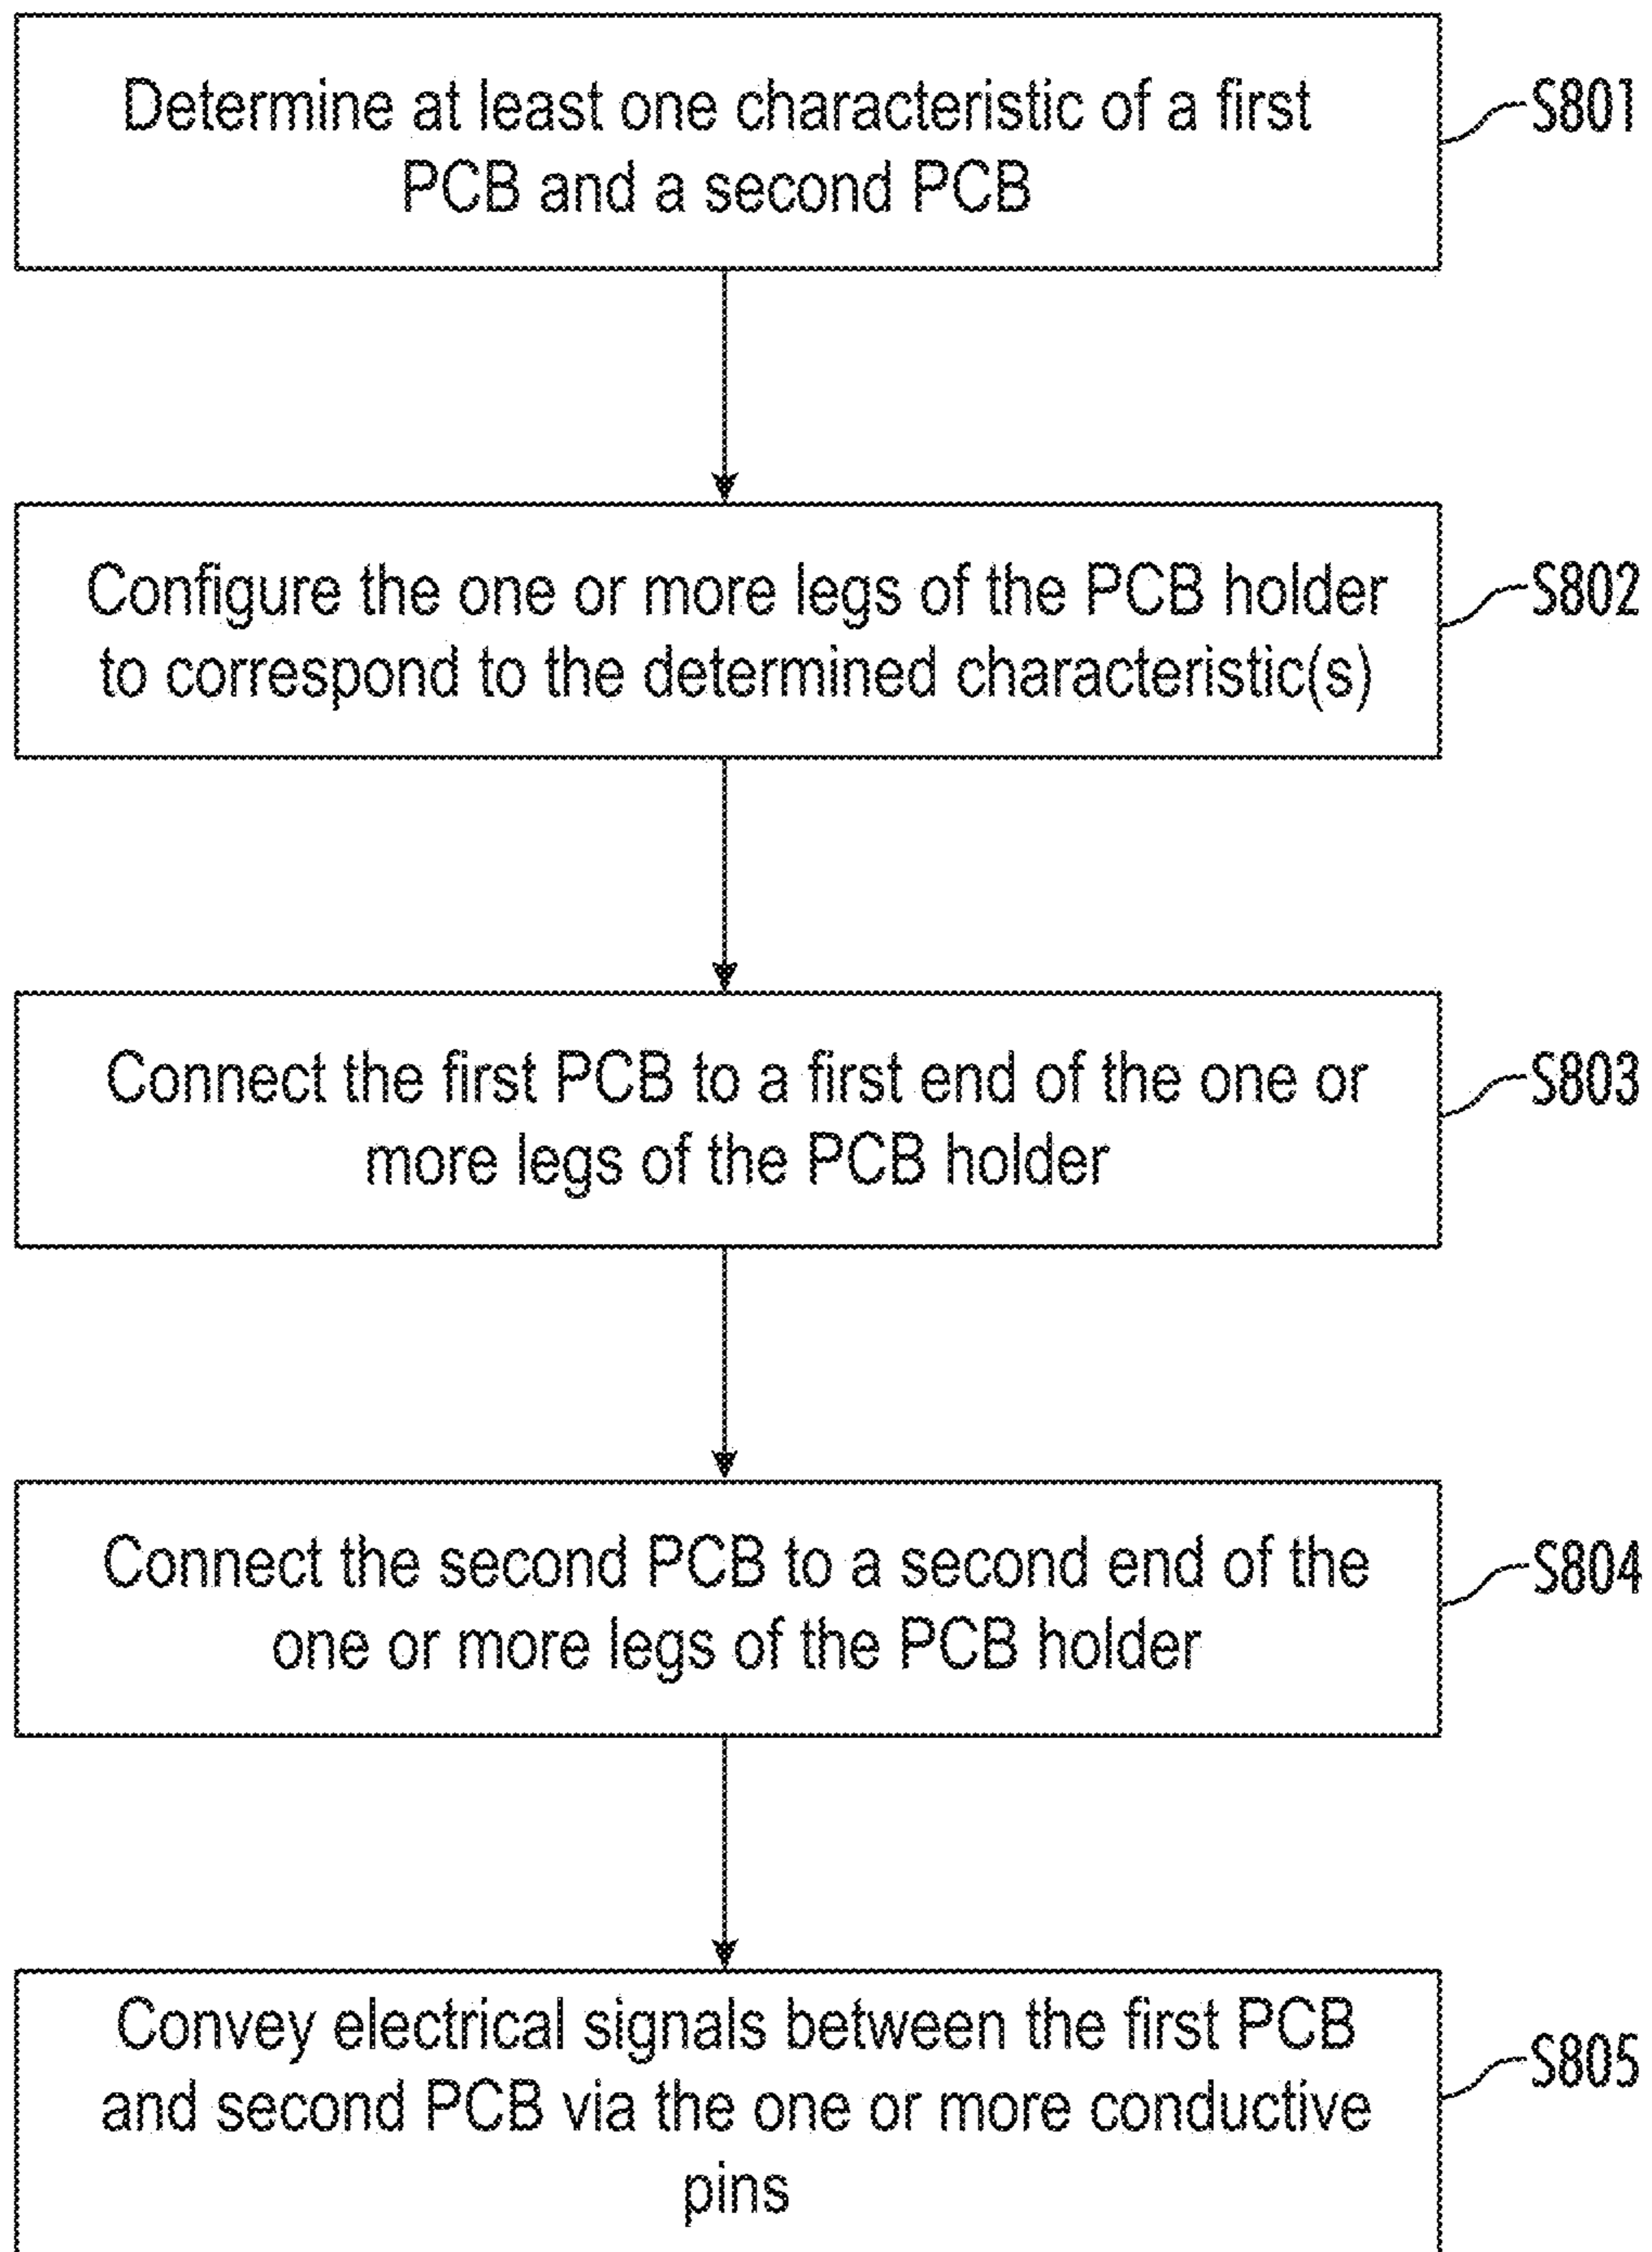 Determine at least one characteristic of a first
PCB and a second PCB
S801
Configure the one or more legs of the PCB holder
to correspond to the determined characteristic(s)
S802
Connect the first PCB to a first end of the one or
more legs of the PCB holder
S803
Connect the second PCB to a second end of the
one or more legs of the PCB holder
S804
Convey electrical signals between the first PCB
and second PCB via the one or more conductive
pins
S805